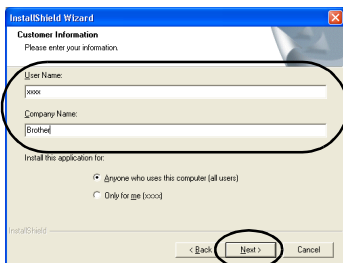 InstallShield Wizard
Customer Information
Please enter your information.
User Name:
xxxx
Company Name:
Brother
Install this application for:
Anyone who uses this computer (all users)
Only for me (xxxx)
InstallShield
< Back
Next >
Cancel